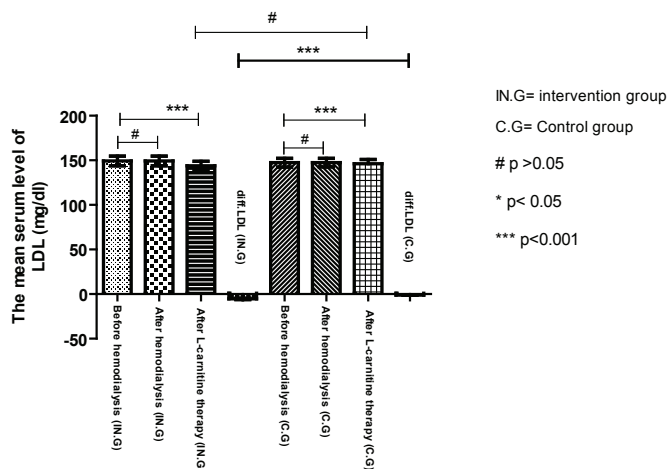 #
***
***
***
#
#
IN.G= intervention group
C.G= Control group
# p >0.05
* p< 0.05
*** p<0.001
The mean serum level of
LDL (mg/dl)
200
150
100
50
0
-50
diff.LDL (IN.G)
diff.LDL (C.G)
Before hemodialysis (IN.G)
After hemodialysis (IN.G)
After L-carnitine therapy (IN.G
Before hemodialysis (C.G)
After hemodialysis (C.G)
After L-carnitine therapy (C.G)